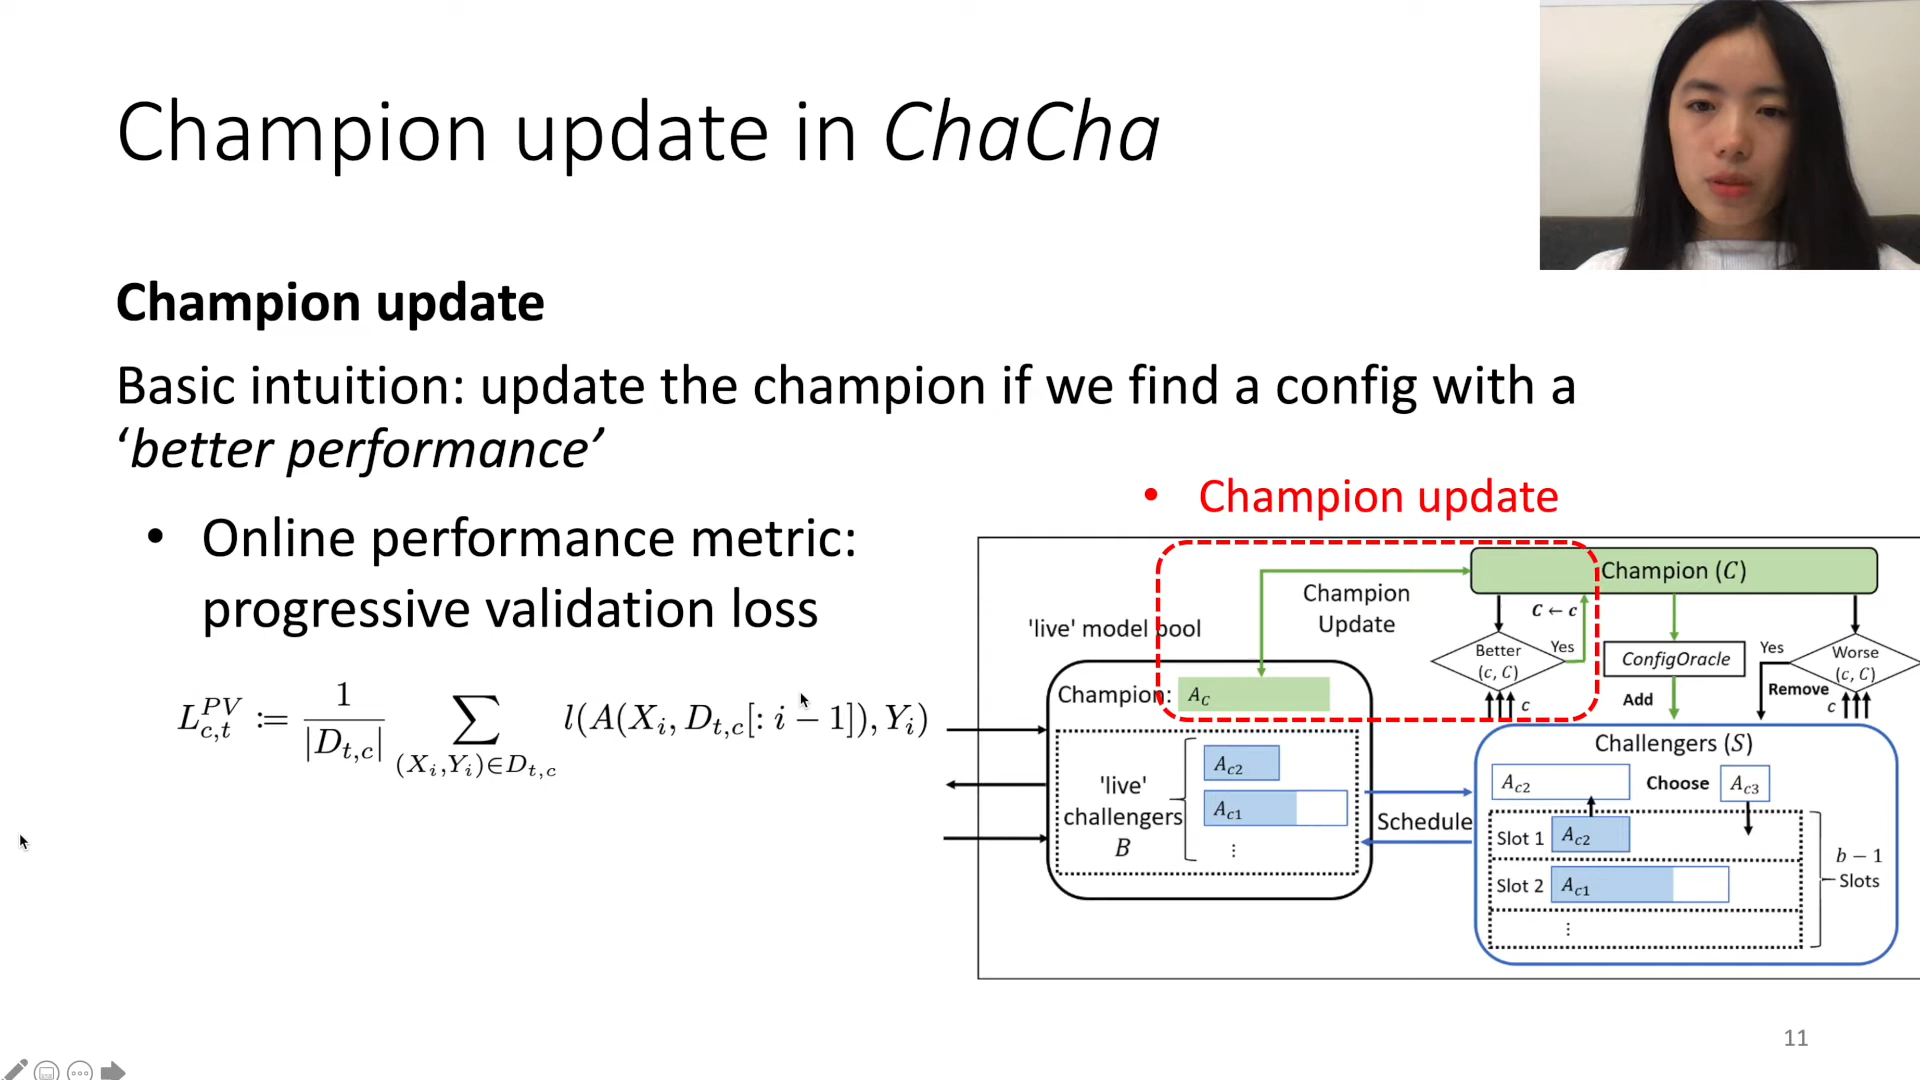 Champion update in ChaCha
Champion update
Basic intuition: update the champion if we find a config with a
‘better performance’
• Online performance metric:
progressive validation loss
L^{PV}_{c,t} := \frac{1}{|D_{t,c}|} \sum_{(X_i,Y_i)∈D_{t,c}} l(A(X_i, D_{t,c}[: i − 1]), Y_i)
• Champion update
Champion (C)
Champion
Update
C ← c
'live' model pool
Better
(c, C)
Yes
ConfigOracle
Yes
Worse
(c, C)
Add
Remove
c
c
Champion: A_C
Challengers (S)
'live'
challengers
B
A_{c2}
A_{c1}
⋮
Schedule
A_{c2}
Choose
A_{c3}
Slot 1
A_{c2}
Slot 2
A_{c1}
⋮
b − 1
Slots
11